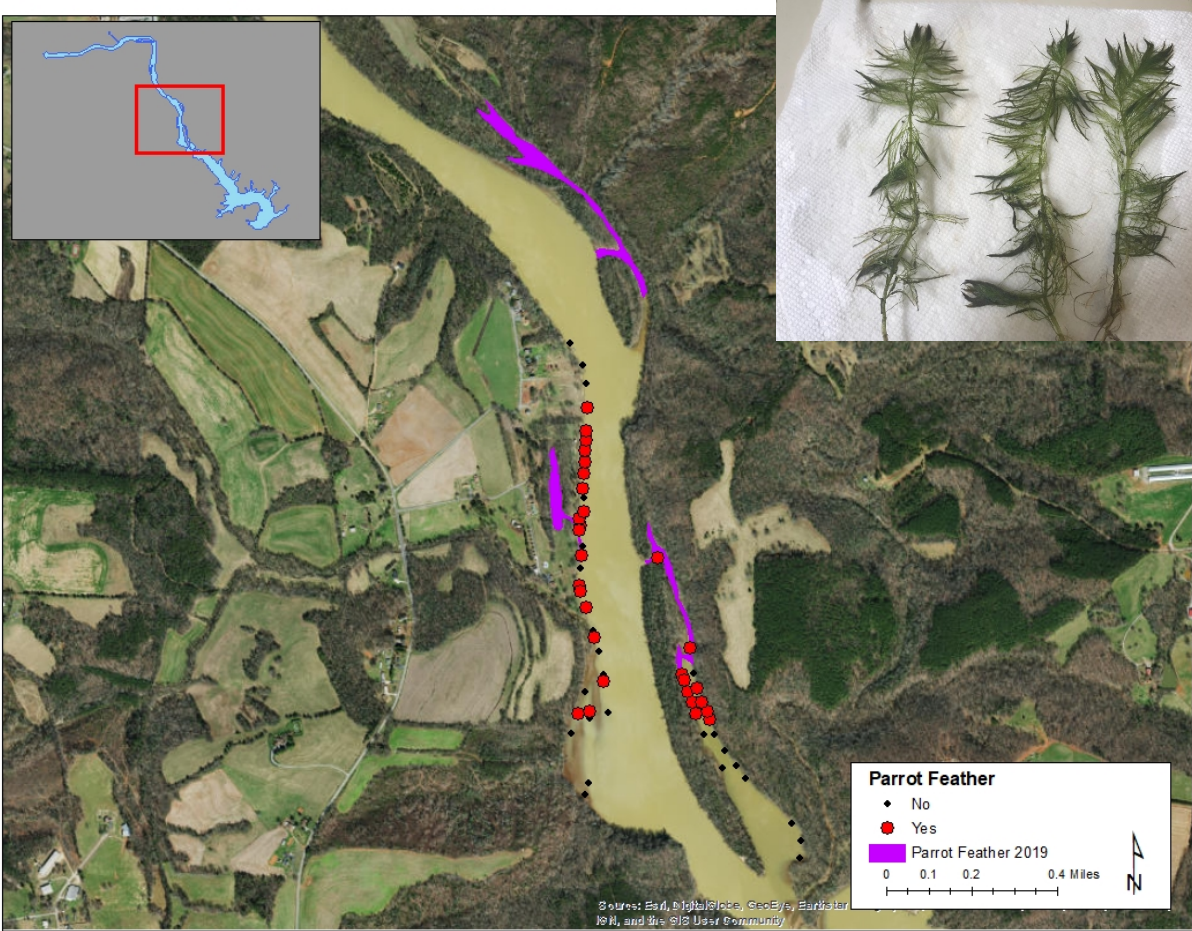 Parrot Feather
No
Yes
Parrot Feather 2019
0 0.1 0.2 0.4 Miles
N
Source: Esri, DigitalGlobe, GeoEye, Earthstar
IGN, and the GIS User Community